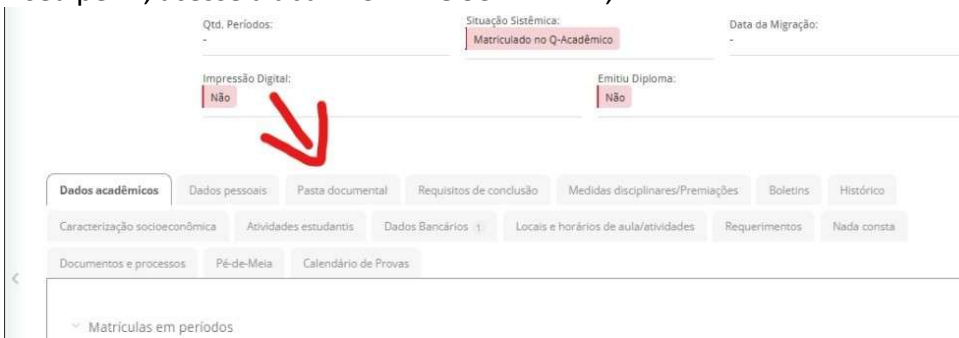 Qtd. Períodos:
-
Situação Sistêmica:
Matriculado no Q-Acadêmico
Data da Migração:
-
Impressão Digital:
Não
Emitiu Diploma:
Não
Dados acadêmicos Dados pessoais Pasta documental Requisitos de conclusão Medidas disciplinares/Premiações Boletins Histórico
Caracterização socioeconômica Atividades estudantis Dados Bancários 1 Locais e horários de aula/atividades Requerimentos Nada consta
Documentos e processos Pé-de-Meia Calendário de Provas
Matrículas em períodos